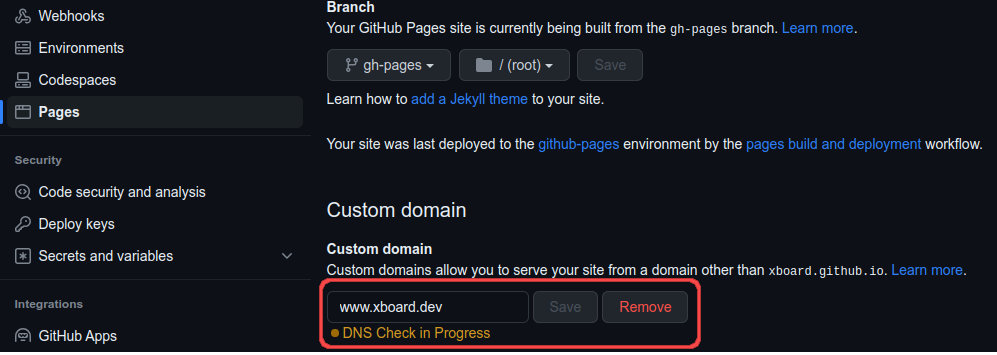 Webhooks
Environments
Codespaces
Pages
Security
Code security and analysis
Deploy keys
Secrets and variables
Integrations
GitHub Apps
Branch
Your GitHub Pages site is currently being built from the gh-pages branch. Learn more.
gh-pages / (root) Save
Learn how to add a Jekyll theme to your site.
Your site was last deployed to the github-pages environment by the pages build and deployment workflow.
Custom domain
Custom domain
Custom domains allow you to serve your site from a domain other than xboard.github.io. Learn more.
www.xboard.dev Save Remove
DNS Check in Progress